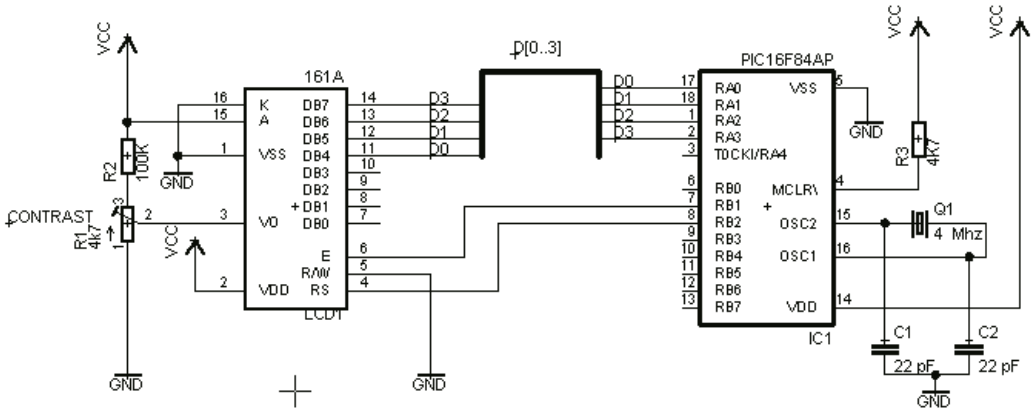 VCC
VCC
VCC
D[0..3]
PIC16F84AP
161A
16 K DB7 14 D3
15 A DB6 13 D2
DB5 12 D1
1 VSS DB4 11 D0
DB3 10
DB2 9
DB1 8
3 VO DB0 7
E 6
R/W 5
2 VDD RS 4
LCD1
D0 17 RA0 VSS 5
D1 18 RA1
D2 1 RA2
D3 2 RA3
3 T0CKI/RA4
6 RB0 MCLR\ 4
7 RB1
8 RB2 OSC2 15
9 RB3
10 RB4 OSC1 16
11 RB5
12 RB6
13 RB7 VDD 14
IC1
R2
100K
GND
CONTRAST
R1
4k7
3
2
1
VCC
GND
GND
GND
R3
4K7
Q1
4 Mhz
C1
22 pF
C2
22 pF
GND